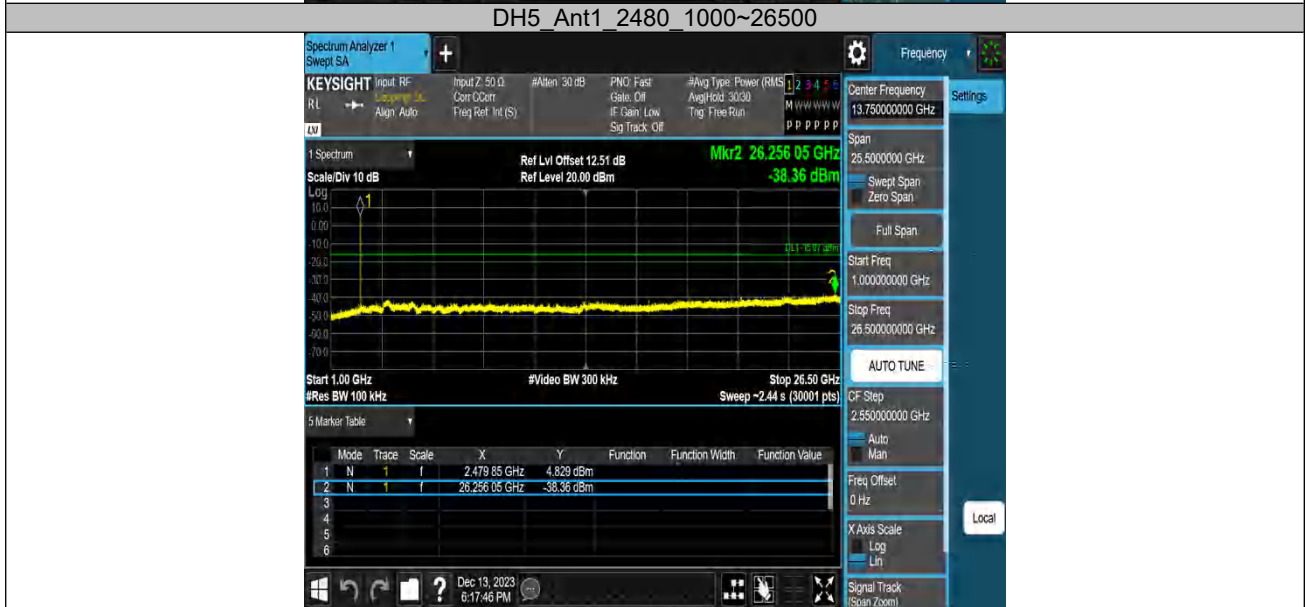 DH5_Ant1_2480_1000~26500
Spectrum Analyzer 1
Swept SA
+
Frequency
KEYSIGHT
RL
LXI
Input: RF
Coupling: DC
Align: Auto
Input Z: 50 Ω
Corr CCorr
Freq Ref: Int (S)
#Atten: 30 dB
PNO: Fast
Gate: Off
IF Gain: Low
Sig Track: Off
#Avg Type: Power (RMS
Avg|Hold: 30/30
Trig: Free Run
1 2 3 4 5 6
M W W W W W
P P P P P P
Center Frequency
13.750000000 GHz
Settings
Span
25.5000000 GHz
Swept Span
Zero Span
Full Span
Start Freq
1.000000000 GHz
Stop Freq
26.500000000 GHz
AUTO TUNE
CF Step
2.550000000 GHz
Auto
Man
Freq Offset
0 Hz
X Axis Scale
Log
Lin
Signal Track
(Span Zoom)
Local
1 Spectrum
Scale/Div 10 dB
Log
Ref Lvl Offset 12.51 dB
Ref Level 20.00 dBm
Mkr2 26.256 05 GHz
-38.36 dBm
1
10.0
0.00
-10.0
-20.0
-30.0
-40.0
-50.0
-60.0
-70.0
2
Start 1.00 GHz
#Res BW 100 kHz
#Video BW 300 kHz
Stop 26.50 GHz
Sweep ~2.44 s (30001 pts)
5 Marker Table
Mode Trace Scale X Y Function Function Width Function Value
1 N 1 f 2.479 85 GHz 4.829 dBm
2 N 1 f 26.256 05 GHz -38.36 dBm
3
4
5
6
?
Dec 13, 2023
6:17:46 PM